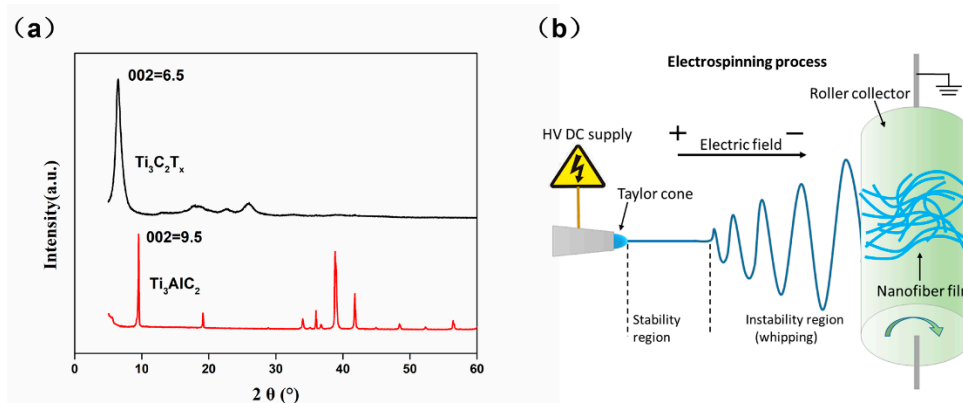 (a)
002=6.5
Ti₃C₂Tₓ
002=9.5
Ti₃AlC₂
Intensity(a.u.)
0 10 20 30 40 50 60
2 θ (°)
(b)
Electrospinning process
Roller collector
HV DC supply
+ −
Electric field
Taylor cone
Nanofiber film
Stability
region
Instability region
(whipping)